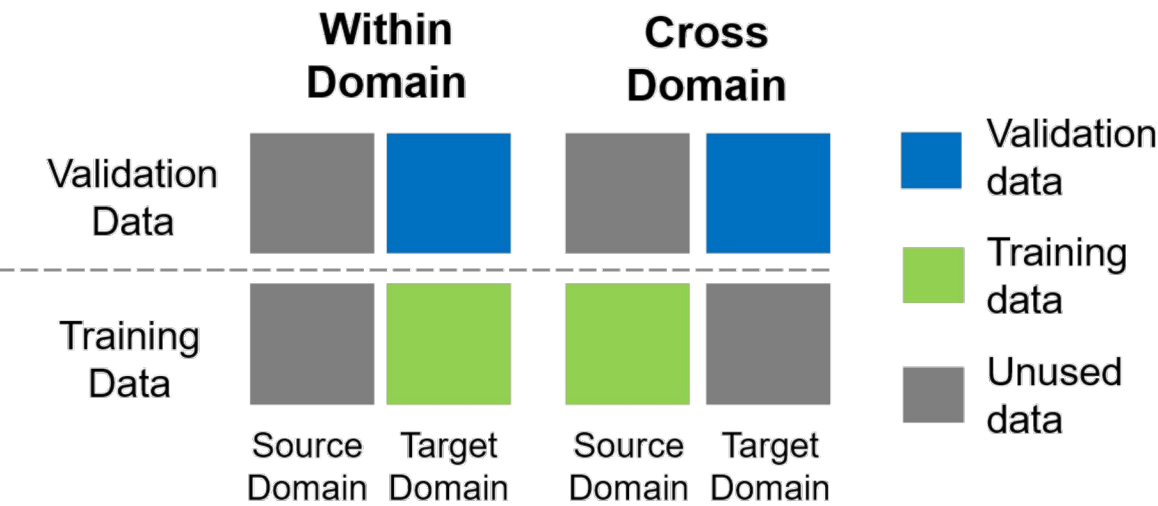 Within
Domain
Cross
Domain
Validation
Data
Training
Data
Source
Domain
Target
Domain
Source
Domain
Target
Domain
Validation
data
Training
data
Unused
data